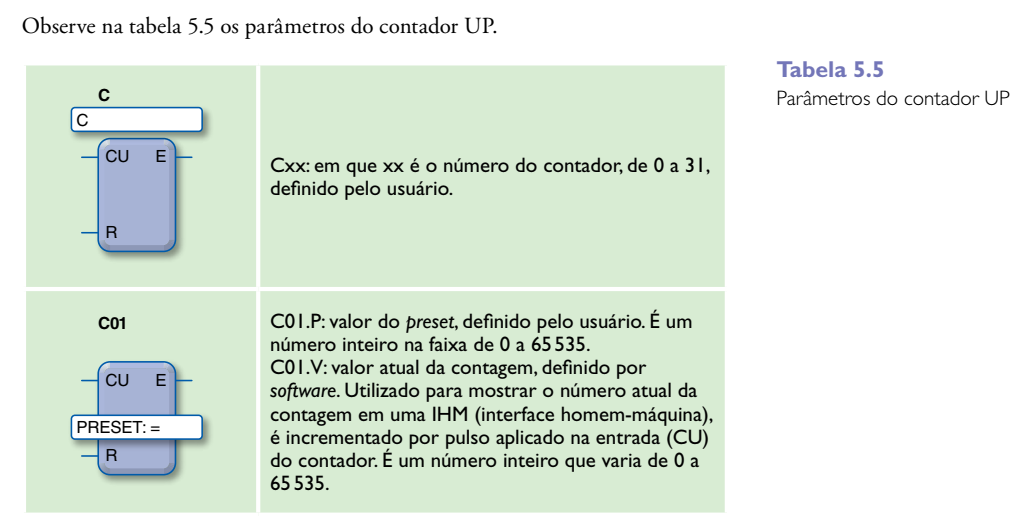 Observe na tabela 5.5 os parâmetros do contador UP.
Tabela 5.5
Parâmetros do contador UP
C
C
CU E
R
Cxx: em que xx é o número do contador, de 0 a 31,
definido pelo usuário.
C01
CU E
PRESET: =
R
C01.P: valor do preset, definido pelo usuário. É um
número inteiro na faixa de 0 a 65 535.
C01.V: valor atual da contagem, definido por
software. Utilizado para mostrar o número atual da
contagem em uma IHM (interface homem-máquina),
é incrementado por pulso aplicado na entrada (CU)
do contador. É um número inteiro que varia de 0 a
65 535.